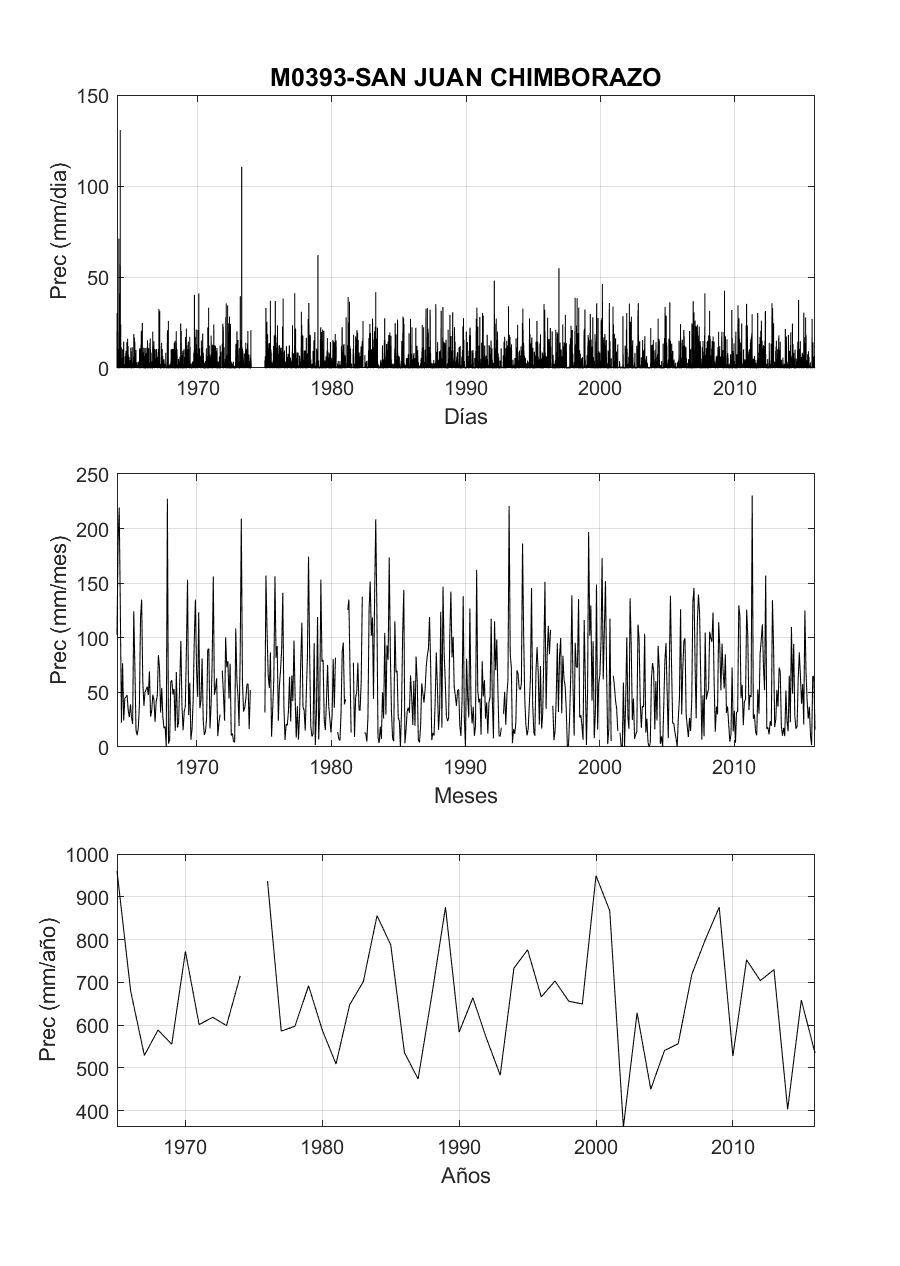 M0393-SAN JUAN CHIMBORAZO
150
100
50
0
Prec (mm/dia)
1970 1980 1990 2000 2010
Días
250
200
150
100
50
0
Prec (mm/mes)
1970 1980 1990 2000 2010
Meses
1000
900
800
700
600
500
400
Prec (mm/año)
1970 1980 1990 2000 2010
Años